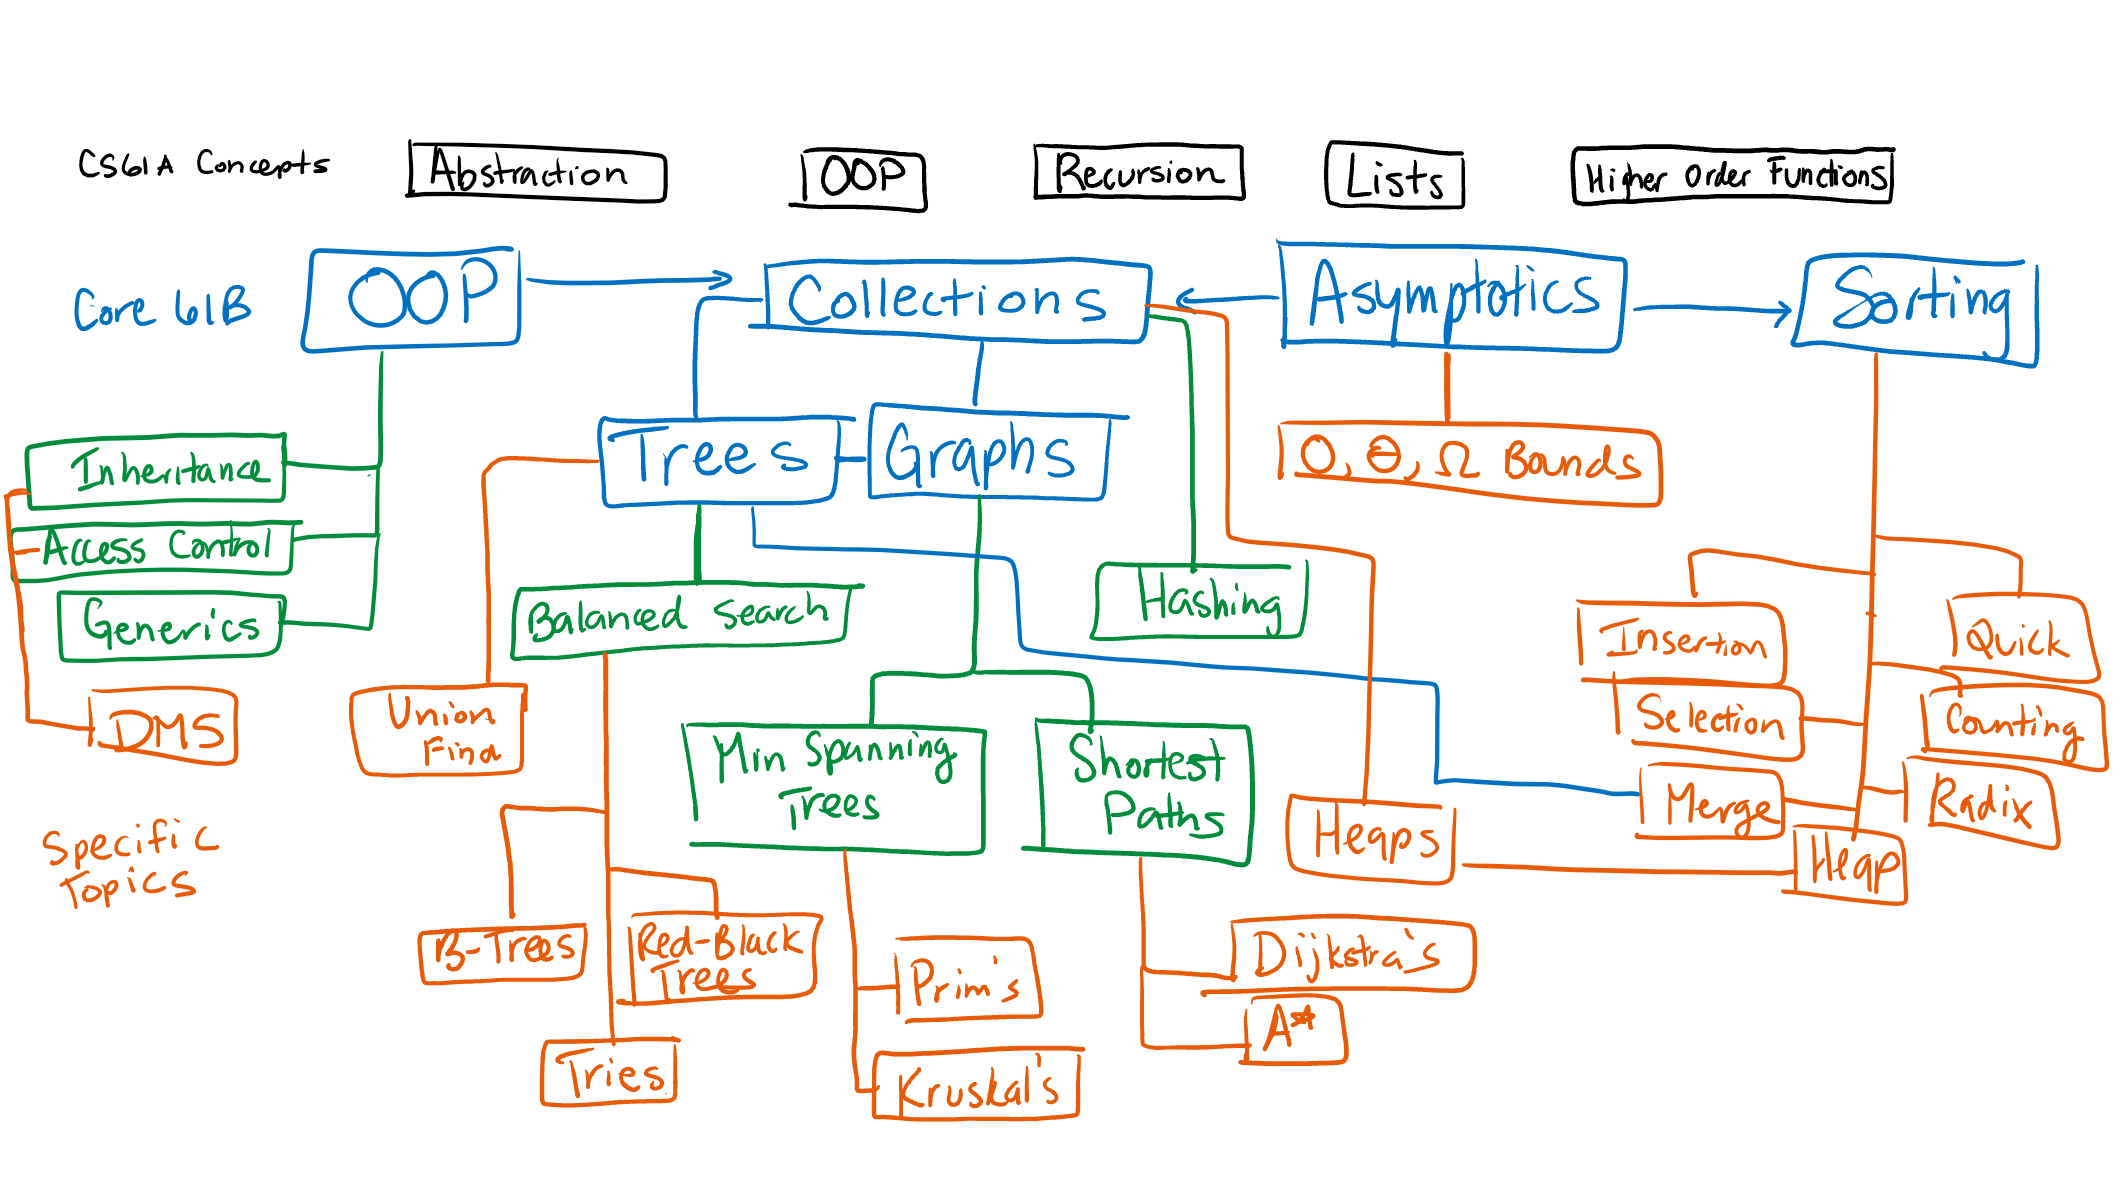 CS61A Concepts
Abstraction
OOP
Recursion
Lists
Higher Order Functions
Core 61B
OOP
Collections
Asymptotics
Sorting
Trees
Graphs
O, Θ, Ω Bounds
Inheritance
Access Control
Generics
DMS
Union
Find
Balanced Search
Hashing
Insertion
Quick
Selection
Counting
Merge
Radix
Heap
Min Spanning
Trees
Shortest
Paths
Heaps
Specific
Topics
B-Trees
Red-Black
Trees
Tries
Prim's
Kruskal's
Dijkstra's
A*